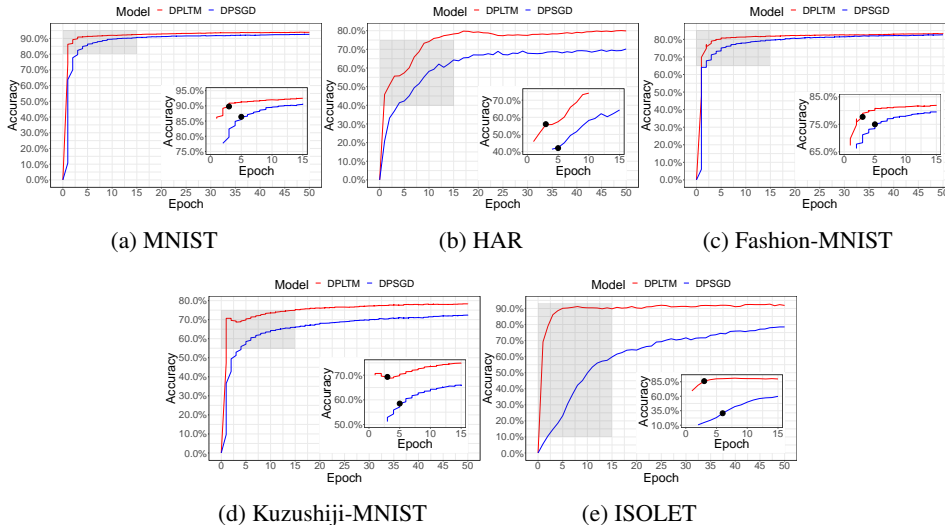 Model DPLTM DPSGD
Accuracy
90.0%
80.0%
70.0%
60.0%
50.0%
40.0%
30.0%
20.0%
10.0%
0.0%
0 5 10 15 20 25 30 35 40 45 50
Epoch
Accuracy
90%
85%
80%
75%
0 5 10 15
Epoch
(a) MNIST
Model DPLTM DPSGD
Accuracy
80.0%
70.0%
60.0%
50.0%
40.0%
30.0%
20.0%
10.0%
0.0%
0 5 10 15 20 25 30 35 40 45 50
Epoch
Accuracy
70.0%
60.0%
50.0%
40.0%
0 5 10 15
Epoch
(b) HAR
Model DPLTM DPSGD
Accuracy
80.0%
70.0%
60.0%
50.0%
40.0%
30.0%
20.0%
10.0%
0.0%
0 5 10 15 20 25 30 35 40 45 50
Epoch
Accuracy
85.0%
75.0%
65.0%
0 5 10 15
Epoch
(c) Fashion-MNIST
Model DPLTM DPSGD
Accuracy
80.0%
70.0%
60.0%
50.0%
40.0%
30.0%
20.0%
10.0%
0.0%
0 5 10 15 20 25 30 35 40 45 50
Epoch
Accuracy
70.0%
60.0%
50.0%
0 5 10 15
Epoch
(d) Kuzushiji-MNIST
Model DPLTM DPSGD
Accuracy
90.0%
80.0%
70.0%
60.0%
50.0%
40.0%
30.0%
20.0%
10.0%
0.0%
0 5 10 15 20 25 30 35 40 45 50
Epoch
Accuracy
85.0%
60.0%
35.0%
10.0%
0 5 10 15
Epoch
(e) ISOLET